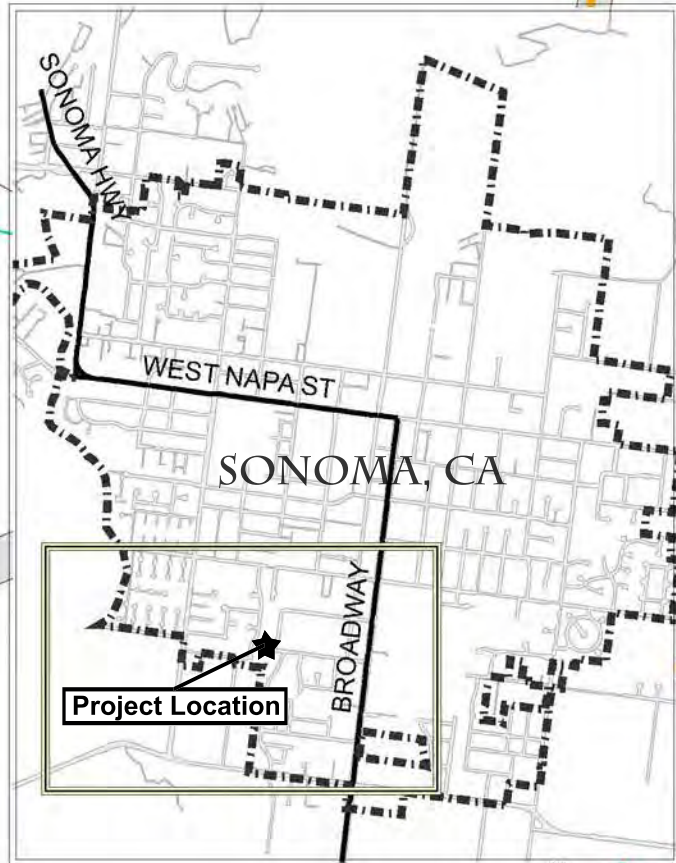 SONOMA HWY
WEST NAPA ST
SONOMA, CA
BROADWAY
Project Location